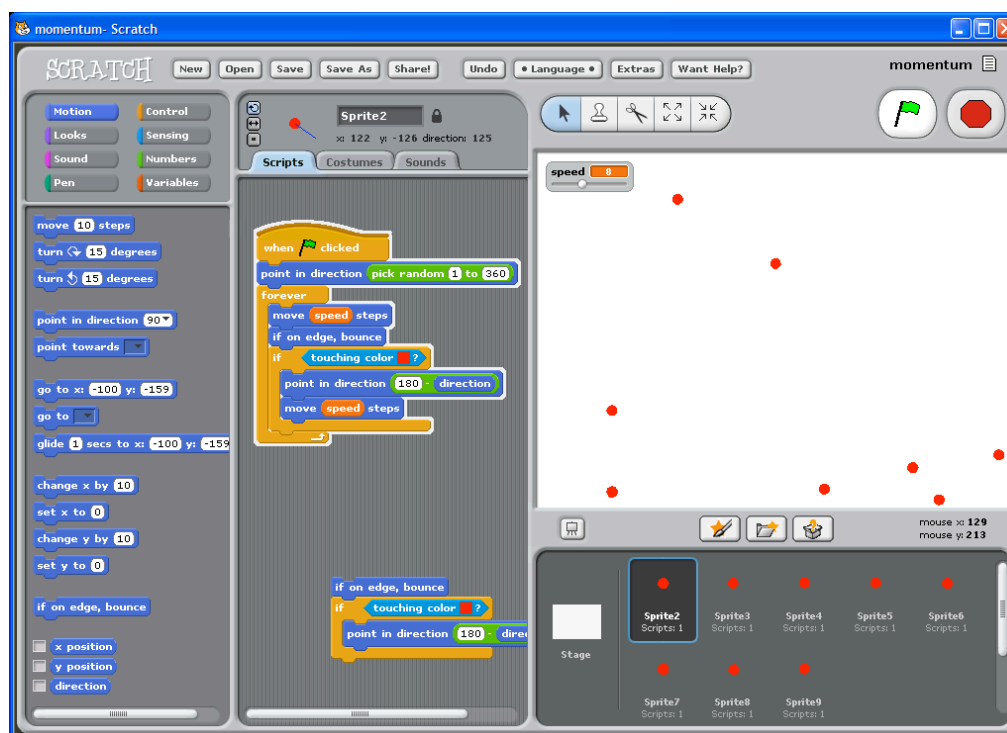 momentum- Scratch
SCRATCH
New Open Save Save As Share! Undo • Language • Extras Want Help?
momentum
Motion Control
Looks Sensing
Sound Numbers
Pen Variables
move 10 steps
turn 15 degrees
turn 15 degrees
point in direction 90
point towards
go to x: -100 y: -159
go to
glide 1 secs to x: -100 y: -159
change x by 10
set x to 0
change y by 10
set y to 0
if on edge, bounce
x position
y position
direction
Sprite2
x: 122 y: -126 direction: 125
Scripts Costumes Sounds
when clicked
point in direction pick random 1 to 360
forever
move speed steps
if on edge, bounce
if touching color ?
point in direction 180 - direction
move speed steps
if on edge, bounce
if touching color ?
point in direction 180 - direc
speed 8
mouse x: 129
mouse y: 213
Stage
Sprite2 Sprite3 Sprite4 Sprite5 Sprite6
Scripts: 1 Scripts: 1 Scripts: 1 Scripts: 1 Scripts: 1
Sprite7 Sprite8 Sprite9
Scripts: 1 Scripts: 1 Scripts: 1